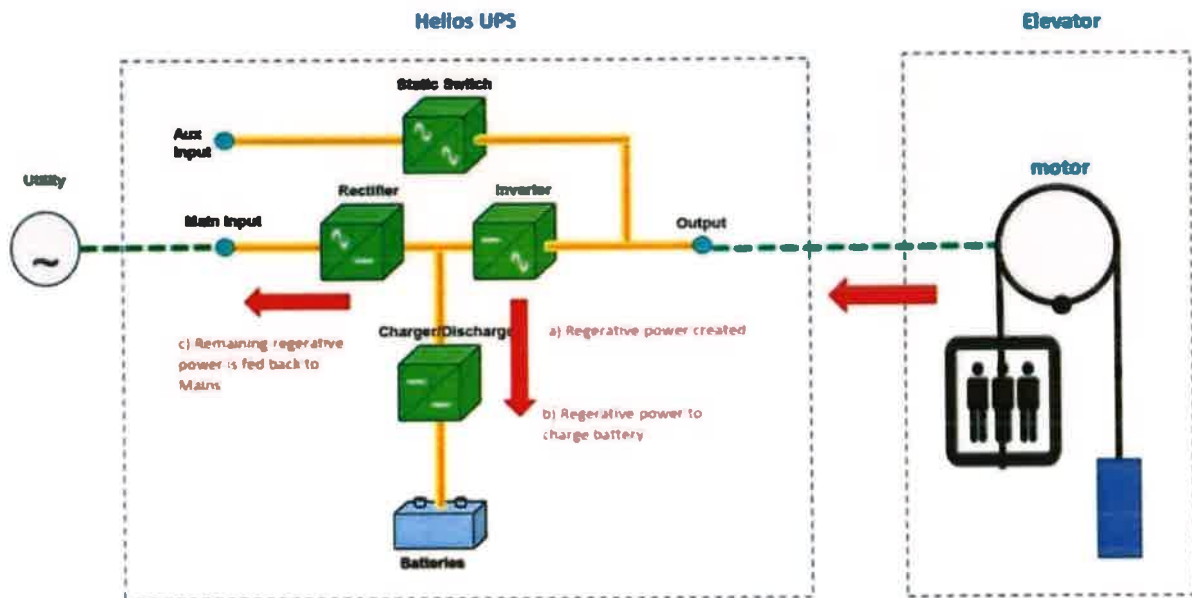 Helios UPS
Elevator
Static Switch
Aux
Input
Utility
Rectifier
Inverter
motor
Main Input
Output
Charger/Discharge
a) Regerative power created
c) Remaining regerative
power is fed back to
Mains
b) Regerative power to
charge battery
Batteries